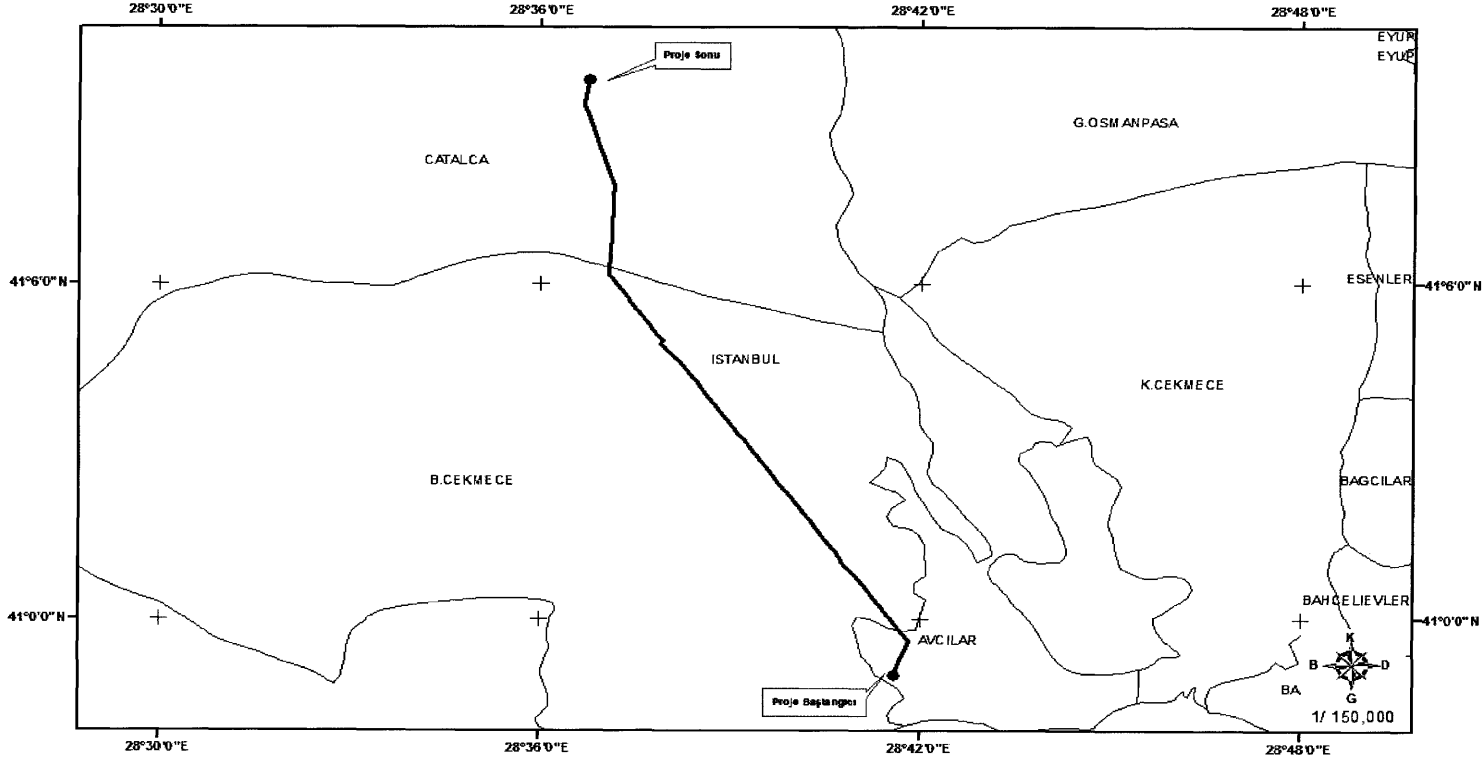 28°30'0"E
28°36'0"E
28°42'0"E
28°48'0"E
EYUP
EYUP
Proje Sonu
G.OSMANPASA
CATALCA
41°6'0"N
ESENLER
41°6'0"N
ISTANBUL
K.CEKMECE
B.CEKMECE
BAGCILAR
BAHCELIEVLER
41°0'0"N
41°0'0"N
AVCILAR
K
B
D
G
BA
Proje Başlangıcı
1/ 150,000
28°30'0"E
28°36'0"E
28°42'0"E
28°48'0"E